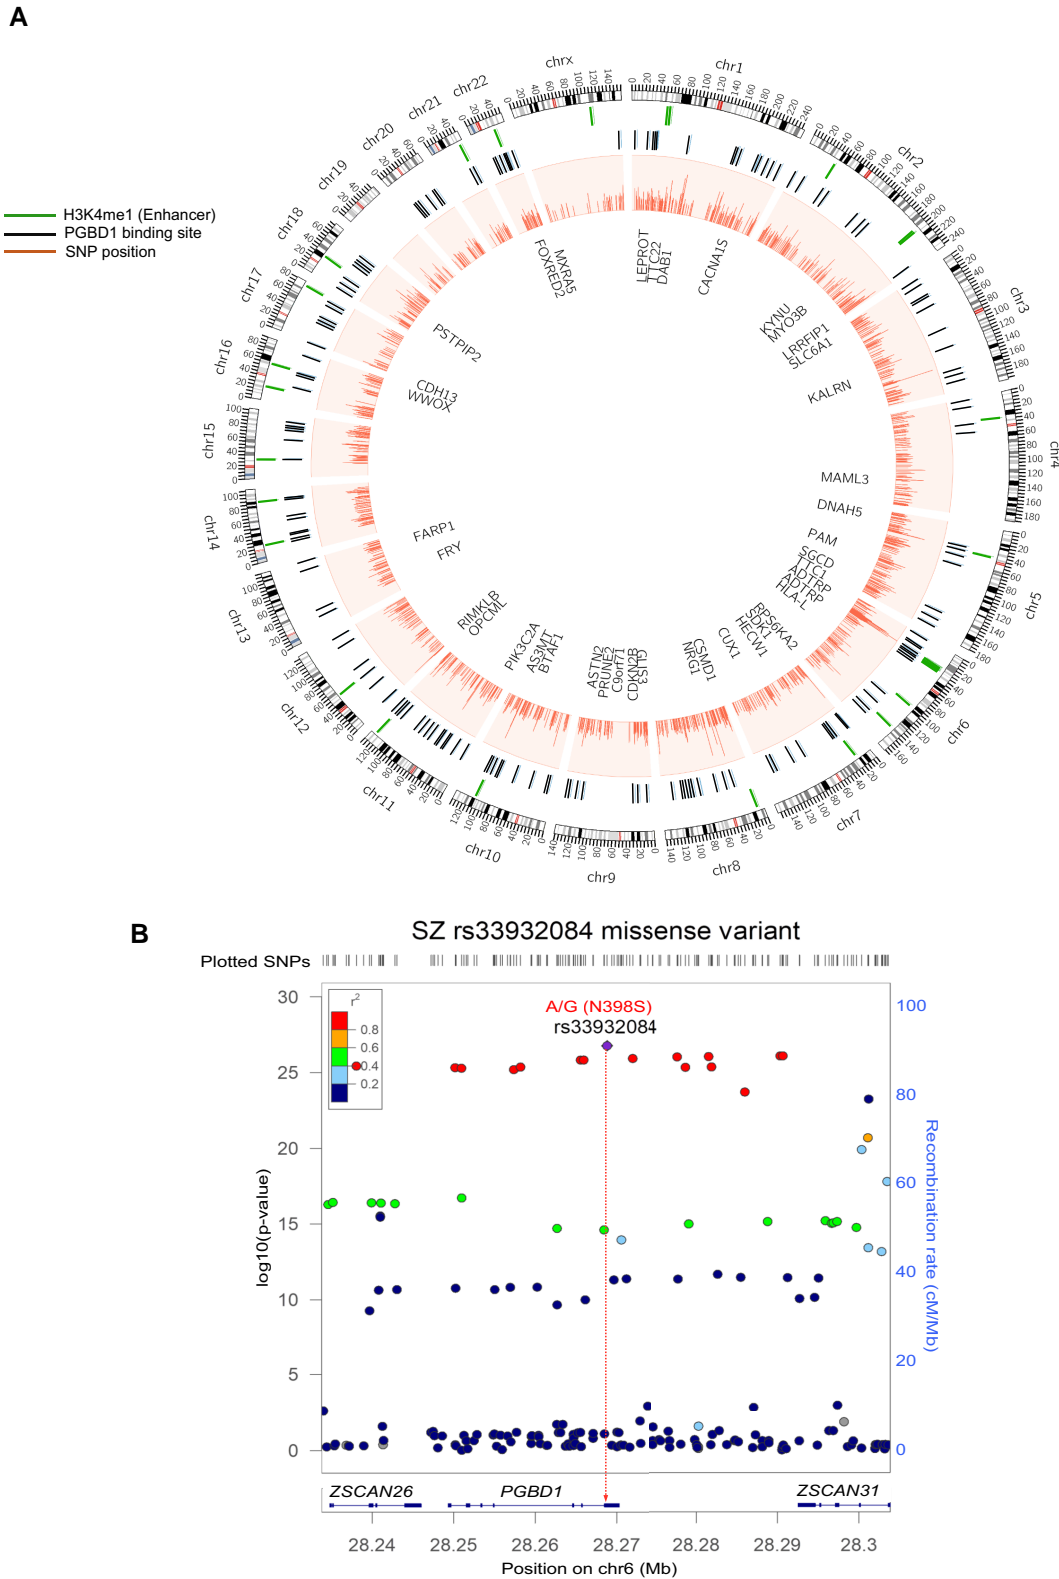 A
H3K4me1 (Enhancer)
PGBD1 binding site
SNP position
chrx
chr1
chr2
chr3
chr4
chr5
chr6
chr7
chr8
chr9
chr10
chr11
chr12
chr13
chr14
chr15
chr16
chr17
chr18
chr19
chr20
chr21
chr22
LEPROT
TTC22
DAB1
CACNA1S
KYNU
MYO3B
LRRFIP1
SLC6A1
KALRN
MAML3
DNAH5
PAM
SGCD
TTC1
ADTRP
ADTRP
HLA-L
RPS6KA2
SDK1
HECW1
CUX1
CSMD1
NRG1
GLIS3
CDKN2B
C9orf71
PRUNE2
ASTN2
BTAF1
AS3MT
PIK3C2A
OPCML
RIMKLB
FRY
FARP1
WWOX
CDH13
PSTPIP2
FOXRED2
MXRA5
B
SZ rs33932084 missense variant
Plotted SNPs
r2
0.8
0.6
0.4
0.2
A/G (N398S)
rs33932084
30
25
20
15
10
5
0
log10(p-value)
100
80
60
40
20
0
Recombination rate (cM/Mb)
ZSCAN26
PGBD1
ZSCAN31
28.24
28.25
28.26
28.27
28.28
28.29
28.3
Position on chr6 (Mb)